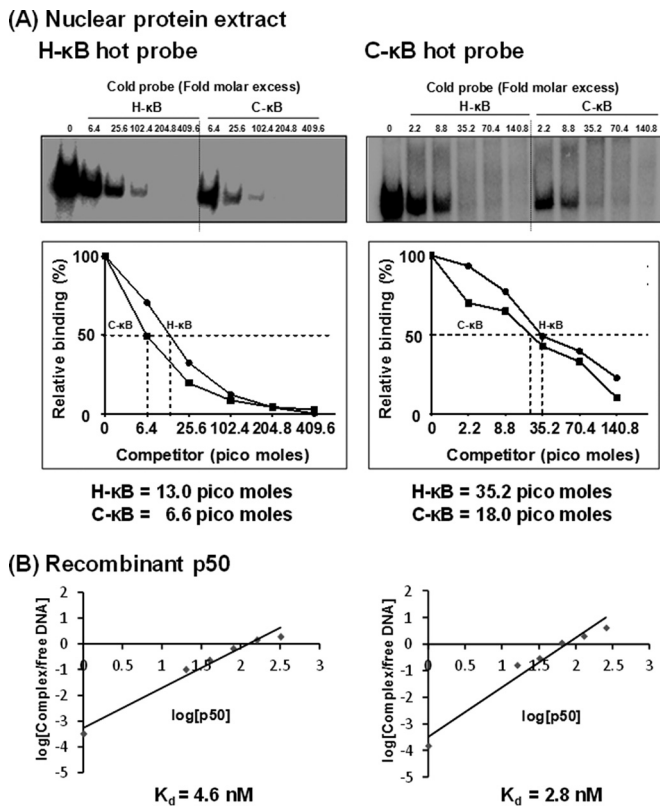 (A) Nuclear protein extract
H-κB hot probe
Cold probe (Fold molar excess)
H-κB C-κB
0 6.4 25.6 102.4 204.8 409.6 6.4 25.6 102.4 204.8 409.6
Relative binding (%)
100
50
0
C-κB H-κB
0 6.4 25.6 102.4 204.8 409.6
Competitor (pico moles)
H-κB = 13.0 pico moles
C-κB = 6.6 pico moles
C-κB hot probe
Cold probe (Fold molar excess)
H-κB C-κB
0 2.2 8.8 35.2 70.4 140.8 2.2 8.8 35.2 70.4 140.8
Relative binding (%)
100
50
0
C-κB H-κB
0 2.2 8.8 35.2 70.4 140.8
Competitor (pico moles)
H-κB = 35.2 pico moles
C-κB = 18.0 pico moles
(B) Recombinant p50
log[Complex/free DNA]
2
1
0
-1
-2
-3
-4
-5
0 0.5 1 1.5 2 2.5 3
log[p50]
Kd = 4.6 nM
log[Complex/free DNA]
2
1
0
-1
-2
-3
-4
-5
0 0.5 1 1.5 2 2.5 3
log[p50]
Kd = 2.8 nM